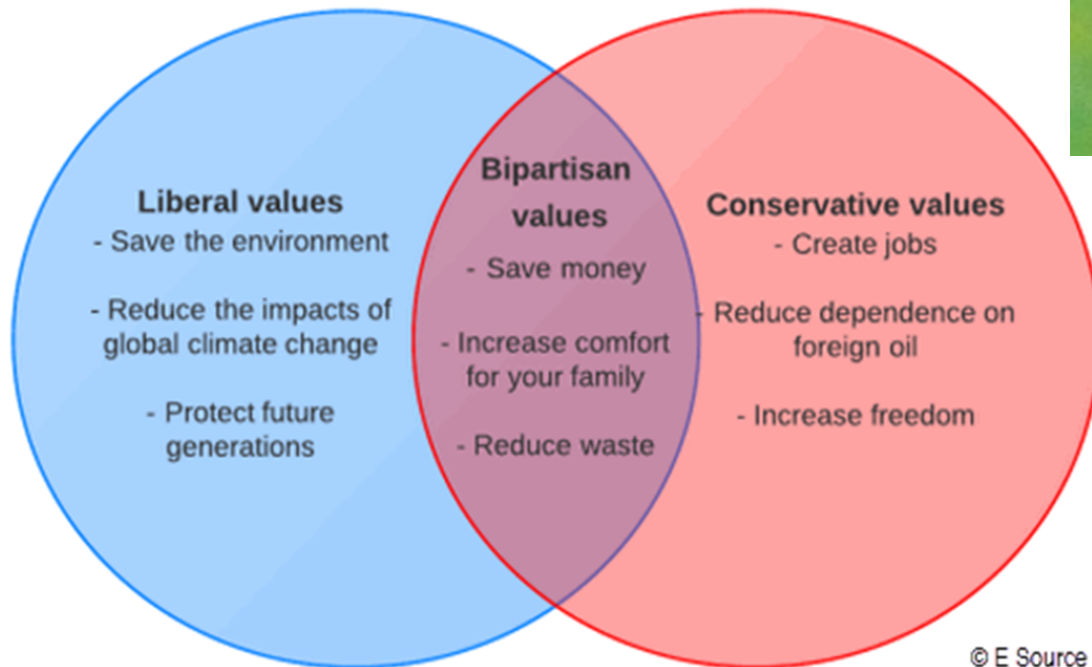 Liberal values
- Save the environment
- Reduce the impacts of
global climate change
- Protect future
generations
Bipartisan
values
- Save money
- Increase comfort
for your family
- Reduce waste
Conservative values
- Create jobs
- Reduce dependence on
foreign oil
- Increase freedom
© E Source